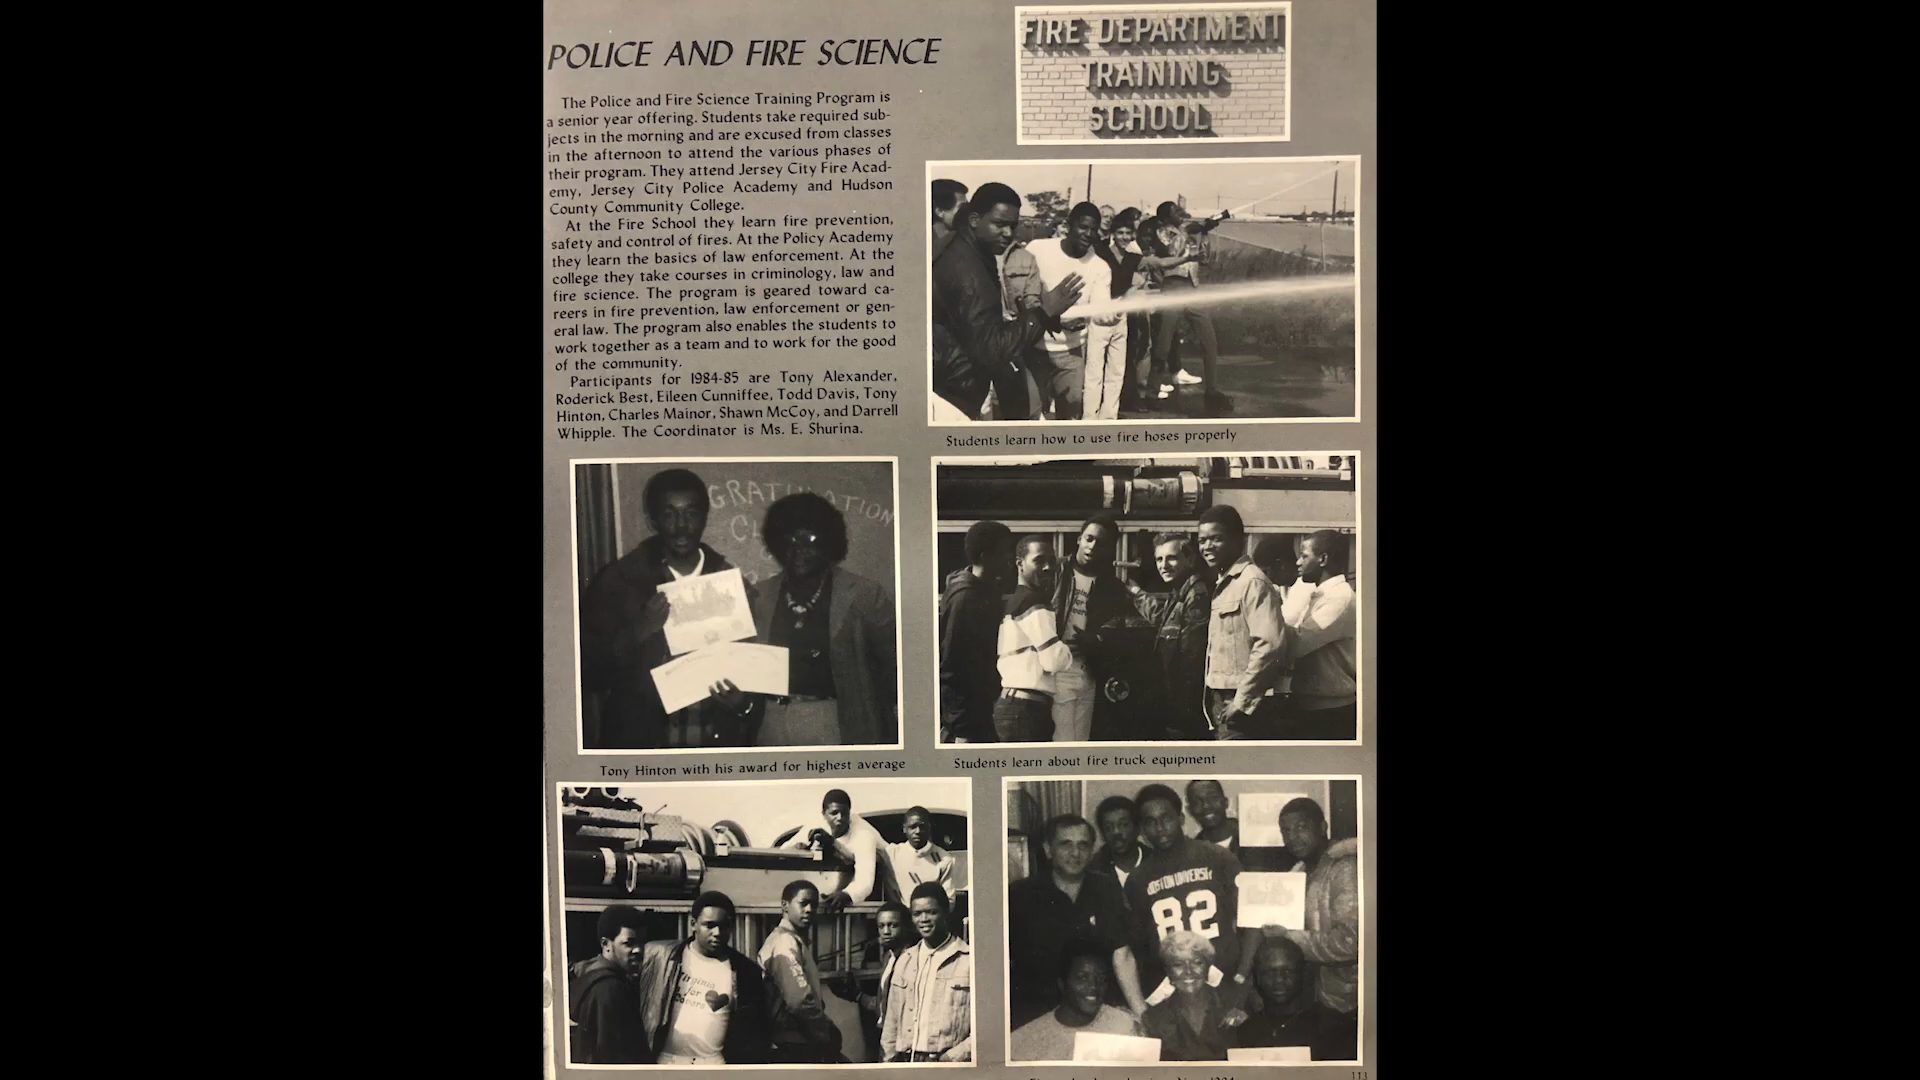 POLICE AND FIRE SCIENCE
The Police and Fire Science Training Program is
a senior year offering. Students take required sub-
jects in the morning and are excused from classes
in the afternoon to attend the various phases of
their program. They attend Jersey City Fire Acad-
emy, Jersey City Police Academy and Hudson
County Community College.
At the Fire School they learn fire prevention,
safety and control of fires. At the Policy Academy
they learn the basics of law enforcement. At the
college they take courses in criminology, law and
fire science. The program is geared toward ca-
reers in fire prevention, law enforcement or gen-
eral law. The program also enables the students to
work together as a team and to work for the good
of the community.
Participants for 1984-85 are Tony Alexander,
Roderick Best, Eileen Cunniffee, Todd Davis, Tony
Hinton, Charles Mainor, Shawn McCoy, and Darrell
Whipple. The Coordinator is Ms. E. Shurina.
FIRE DEPARTMENT
TRAINING
SCHOOL
Students learn how to use fire hoses properly
GRATULATION
Tony Hinton with his award for highest average
Students learn about fire truck equipment
Virginia
for
BOSTON UNIVERSITY
82
113